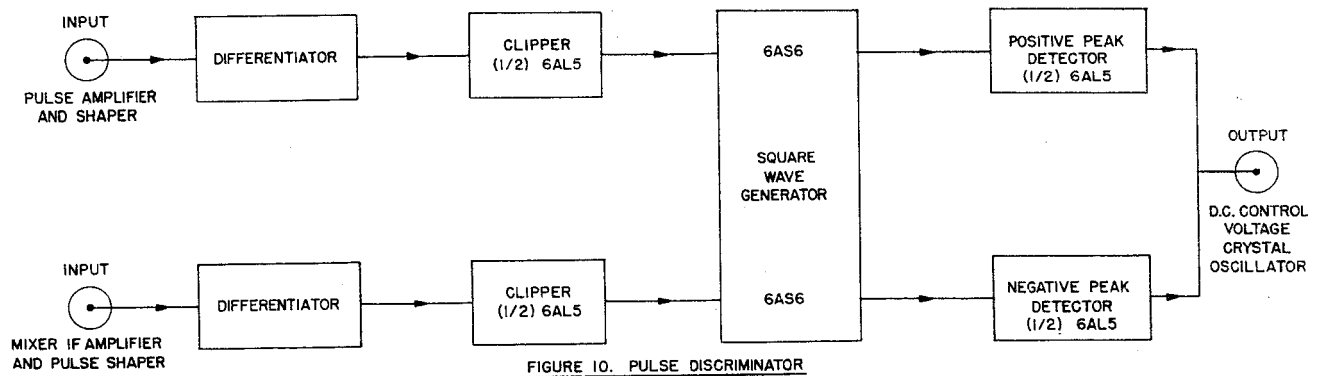 INPUT
PULSE AMPLIFIER
AND SHAPER
DIFFERENTIATOR
CLIPPER
(1/2) 6AL5
6AS6
SQUARE
WAVE
GENERATOR
6AS6
POSITIVE PEAK
DETECTOR
(1/2) 6AL5
OUTPUT
D.C. CONTROL
VOLTAGE
CRYSTAL
OSCILLATOR
INPUT
MIXER IF AMPLIFIER
AND PULSE SHAPER
DIFFERENTIATOR
CLIPPER
(1/2) 6AL5
NEGATIVE PEAK
DETECTOR
(1/2) 6AL5
FIGURE 10. PULSE DISCRIMINATOR